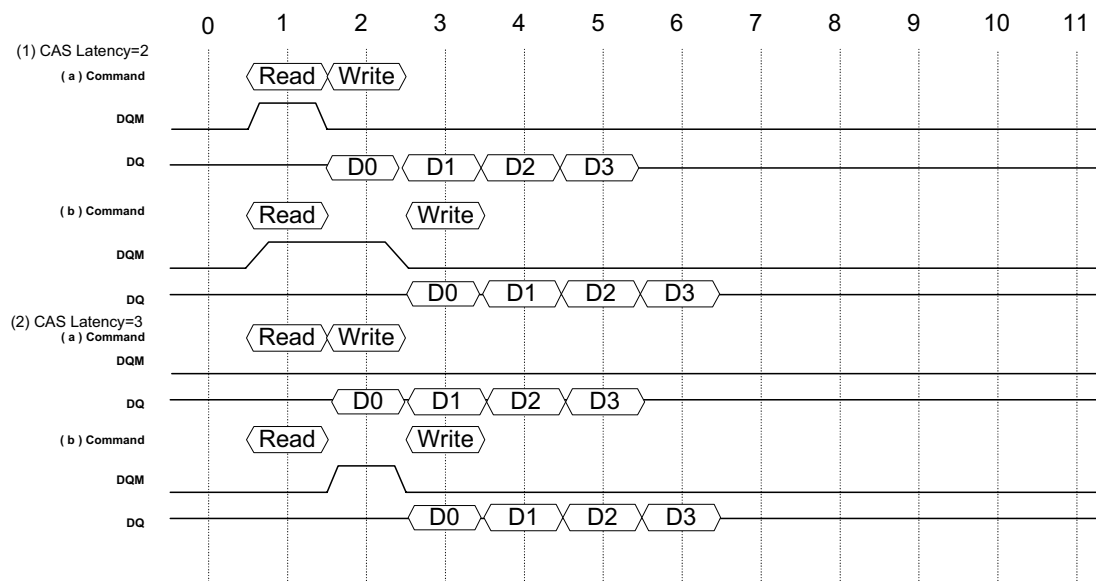 0 1 2 3 4 5 6 7 8 9 10 11
(1) CAS Latency=2
( a ) Command Read Write
DQM
DQ D0 D1 D2 D3
( b ) Command Read Write
DQM
DQ D0 D1 D2 D3
(2) CAS Latency=3
( a ) Command Read Write
DQM
DQ D0 D1 D2 D3
( b ) Command Read Write
DQM
DQ D0 D1 D2 D3